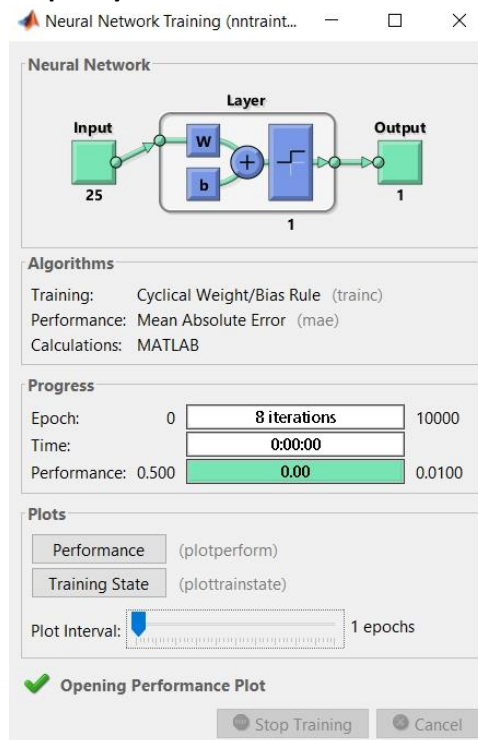 Neural Network Training (nntraint...
Neural Network
Layer
Input
Output
W
b
25
1
1
Algorithms
Training: Cyclical Weight/Bias Rule (trainc)
Performance: Mean Absolute Error (mae)
Calculations: MATLAB
Progress
Epoch: 0 8 iterations 10000
Time: 0:00:00
Performance: 0.500 0.00 0.0100
Plots
Performance (plotperform)
Training State (plottrainstate)
Plot Interval: 1 epochs
Opening Performance Plot
Stop Training Cancel